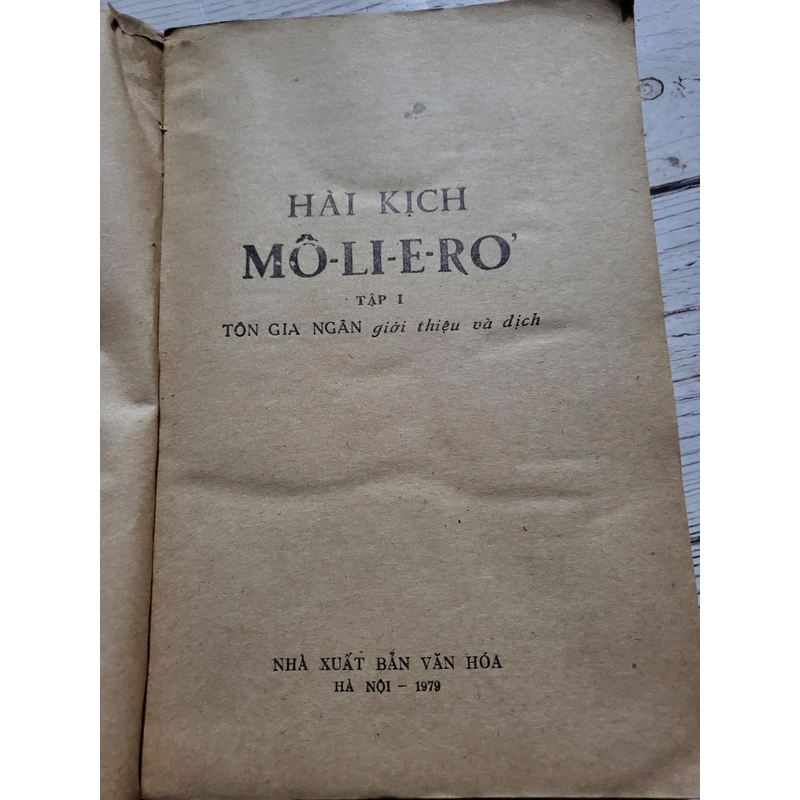 HÀI KỊCH
MÔ-LI-E-RƠ
TẬP I
TÔN GIA NGÂN giới thiệu và dịch
NHÀ XUẤT BẢN VĂN HÓA
HÀ NỘI - 1979